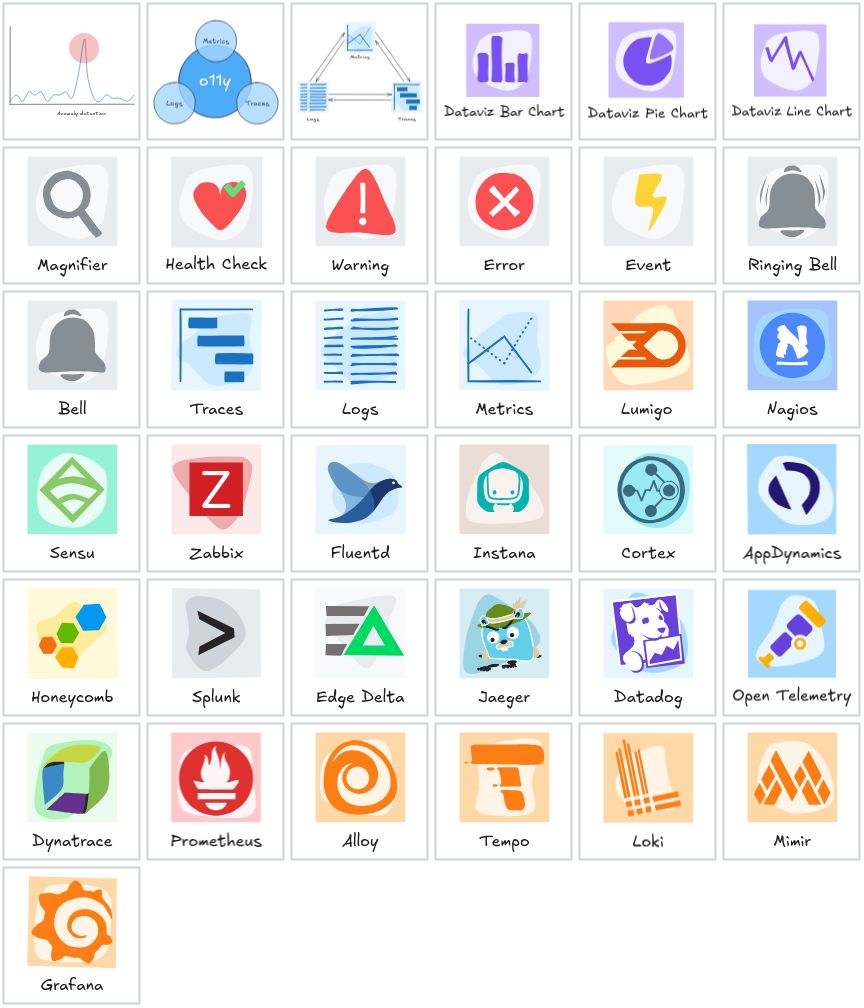 Anomaly detection
Metrics
o11y
Logs
Traces
Metrics
Logs
Traces
Dataviz Bar Chart
Dataviz Pie Chart
Dataviz Line Chart
Magnifier
Health Check
Warning
Error
Event
Ringing Bell
Bell
Traces
Logs
Metrics
Lumigo
N
Nagios
Sensu
Z
Zabbix
Fluentd
Instana
Cortex
AppDynamics
Honeycomb
Splunk
Edge Delta
Jaeger
Datadog
Open Telemetry
Dynatrace
Prometheus
Alloy
Tempo
Loki
Mimir
Grafana